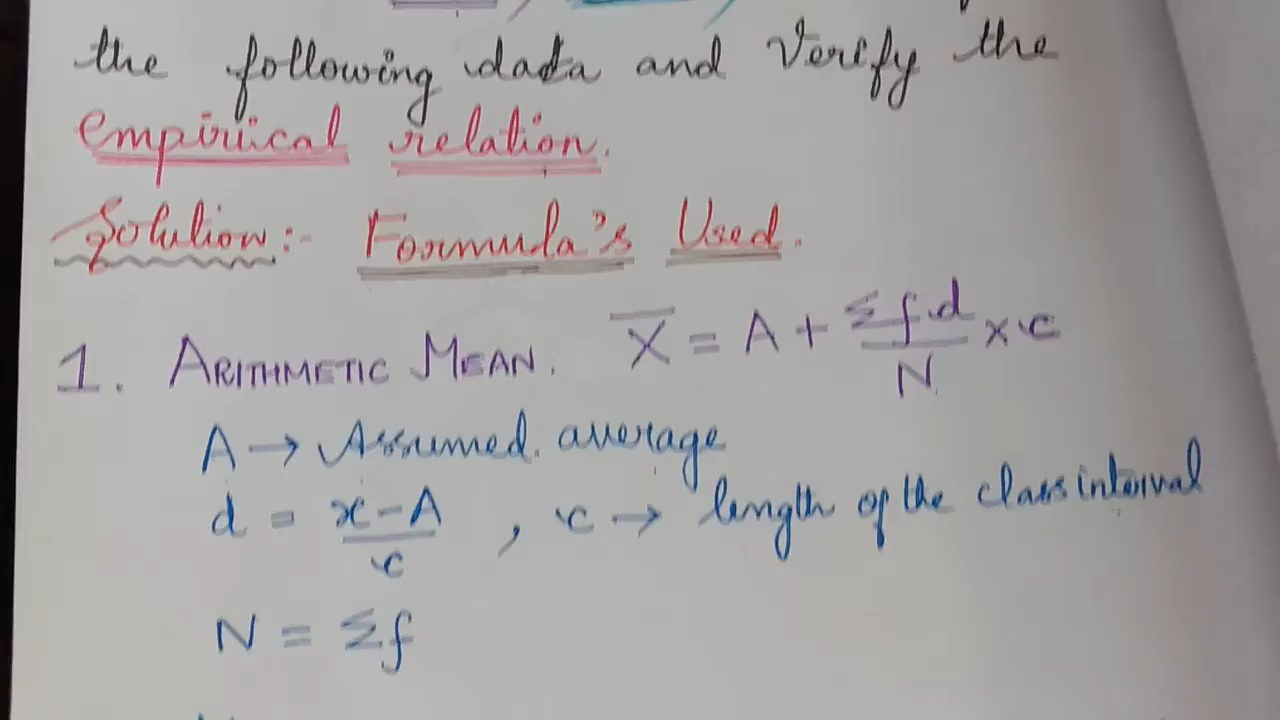 the following data and Verify the
empirical relation.
Solution:- Formula's Used.
1. ARITHMETIC MEAN. X̄ = A + Σfd/N × c
A → Assumed. average
d = x-A/c , c → length of the class interval
N = Σf